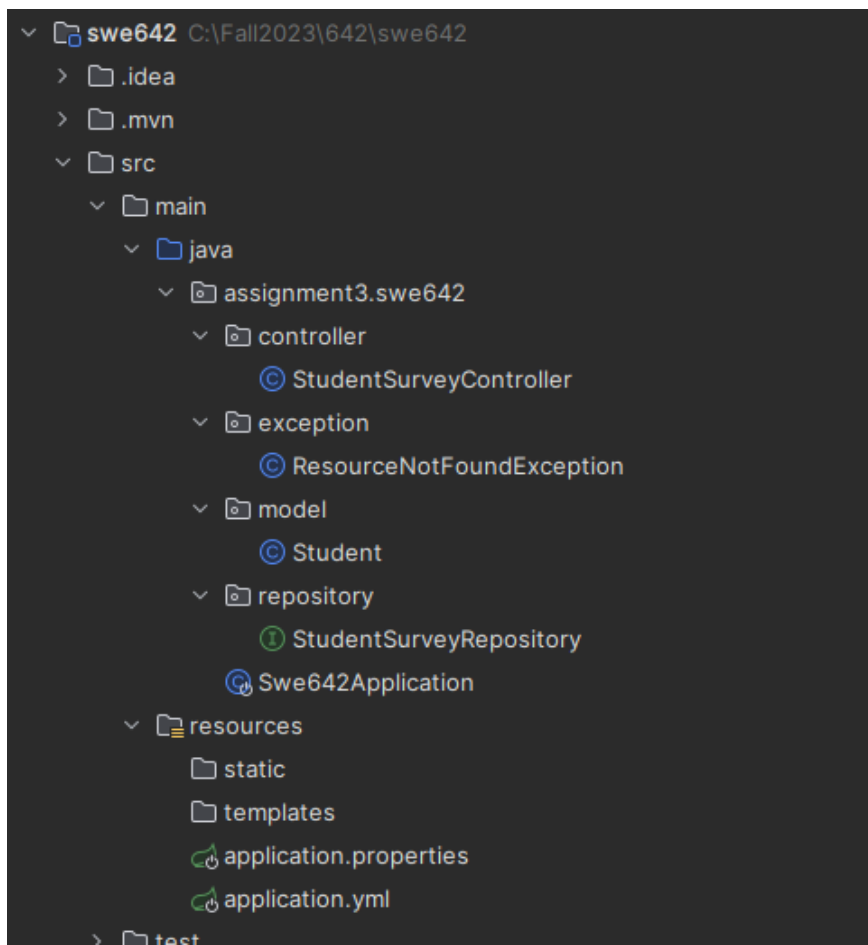 swe642 C:\Fall2023\642\swe642
.idea
.mvn
src
main
java
assignment3.swe642
controller
C StudentSurveyController
exception
C ResourceNotFoundException
model
C Student
repository
I StudentSurveyRepository
C Swe642Application
resources
static
templates
application.properties
application.yml
test